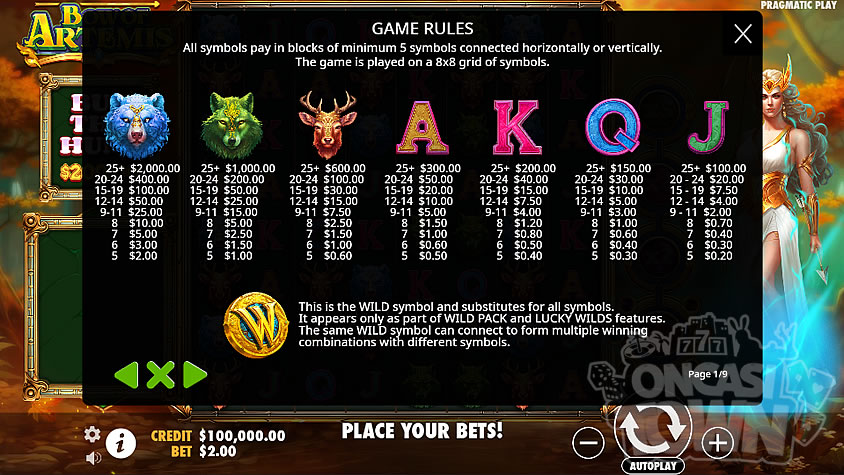 BOW OF
ARTEMIS
PRAGMATIC PLAY
GAME RULES
All symbols pay in blocks of minimum 5 symbols connected horizontally or vertically.
The game is played on a 8x8 grid of symbols.
A K Q J
25+ $2,000.00 25+ $1,000.00 25+ $600.00 25+ $300.00 25+ $200.00 25+ $150.00 25+ $100.00
20-24 $400.00 20-24 $200.00 20-24 $100.00 20-24 $50.00 20-24 $40.00 20-24 $30.00 20 - 24 $20.00
15-19 $100.00 15-19 $50.00 15-19 $30.00 15-19 $20.00 15-19 $15.00 15-19 $10.00 15 - 19 $7.50
12-14 $50.00 12-14 $25.00 12-14 $15.00 12-14 $10.00 12-14 $7.50 12-14 $5.00 12 - 14 $4.00
9-11 $25.00 9-11 $15.00 9-11 $7.50 9-11 $5.00 9-11 $4.00 9-11 $3.00 9 - 11 $2.00
8 $10.00 8 $5.00 8 $2.50 8 $1.50 8 $1.20 8 $1.00 8 $0.70
7 $5.00 7 $2.50 7 $1.50 7 $1.00 7 $0.80 7 $0.60 7 $0.40
6 $3.00 6 $1.50 6 $1.00 6 $0.60 6 $0.50 6 $0.40 6 $0.30
5 $2.00 5 $1.00 5 $0.60 5 $0.50 5 $0.40 5 $0.30 5 $0.20
W
This is the WILD symbol and substitutes for all symbols.
It appears only as part of WILD PACK and LUCKY WILDS features.
The same WILD symbol can connect to form multiple winning
combinations with different symbols.
Page 1/9
777
ONCASI
TOWN
CREDIT $100,000.00
BET $2.00
PLACE YOUR BETS!
AUTOPLAY